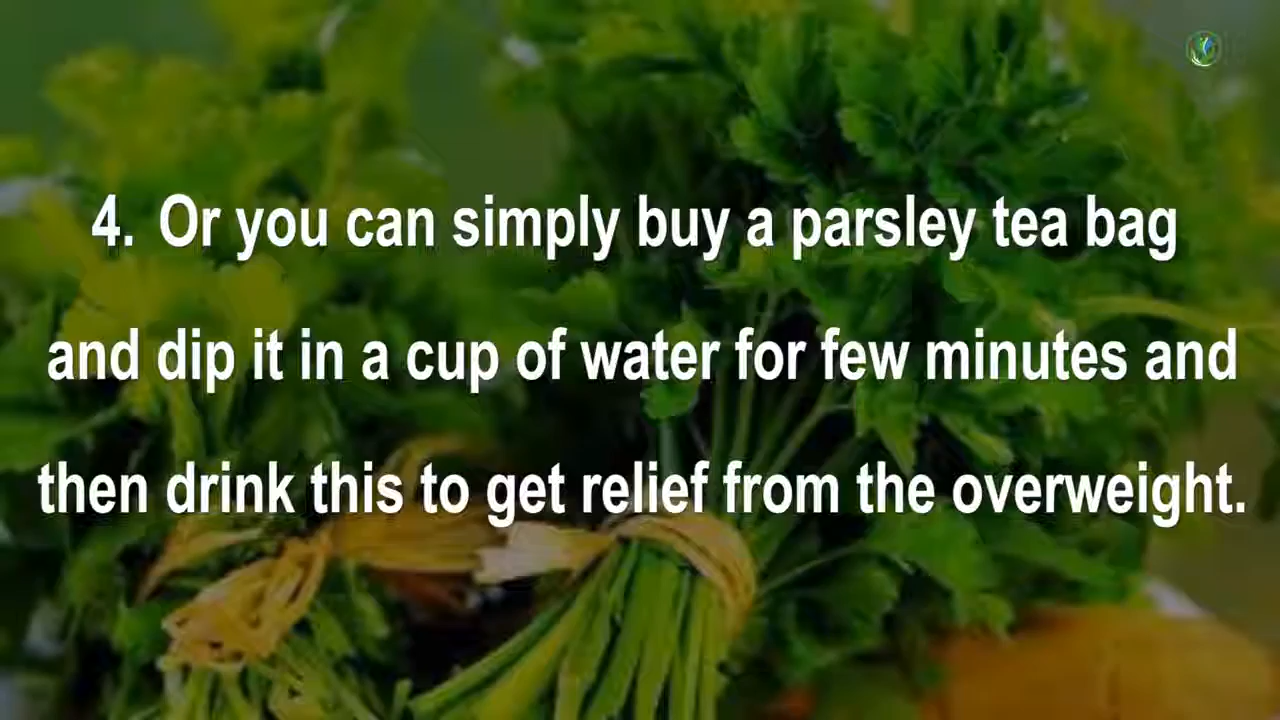 4. Or you can simply buy a parsley tea bag
and dip it in a cup of water for few minutes and
then drink this to get relief from the overweight.